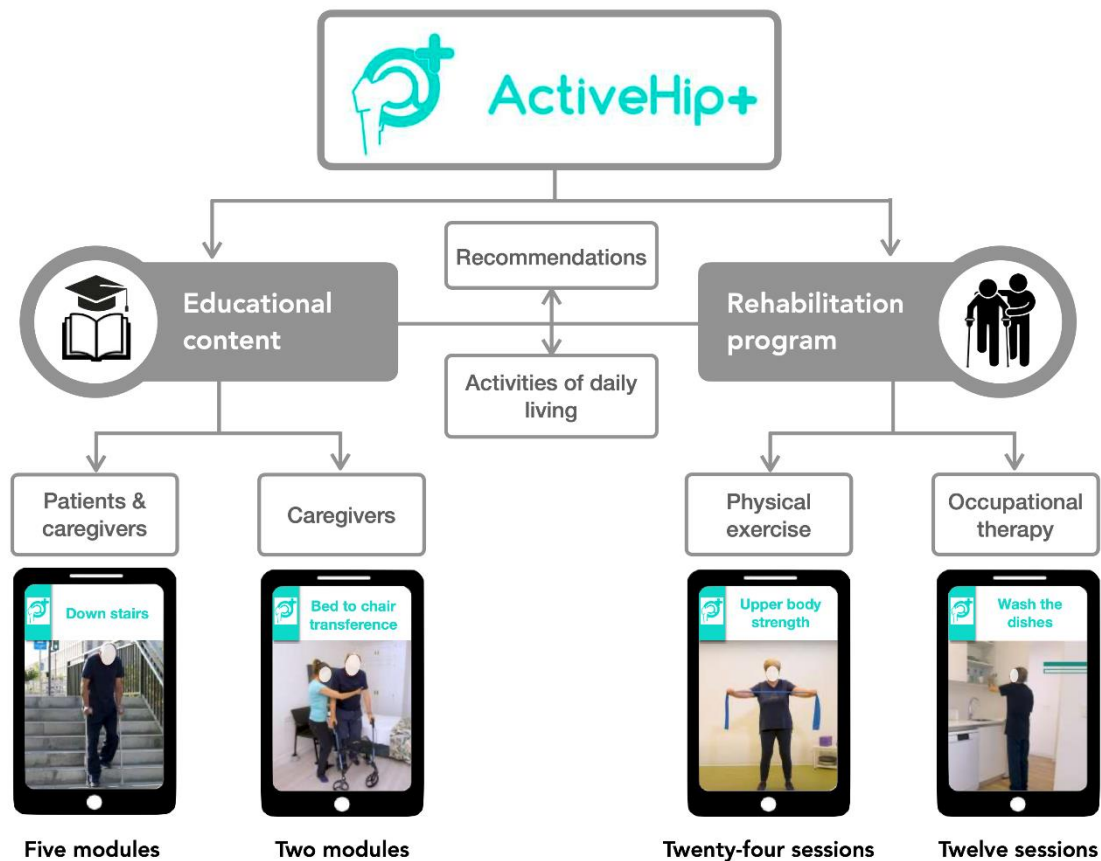 ActiveHip+
Recommendations
Educational
content
Rehabilitation
program
Activities of daily
living
Patients &
caregivers
Caregivers
Physical
exercise
Occupational
therapy
Down stairs
Bed to chair
transference
Upper body
strength
Wash the
dishes
Five modules
Two modules
Twenty-four sessions
Twelve sessions